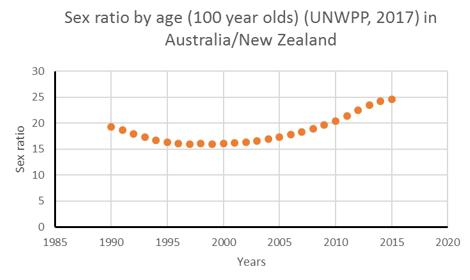 Sex ratio by age (100 year olds) (UNWPP, 2017) in
Australia/New Zealand
30
25
20
15
10
5
0
Sex ratio
1985 1990 1995 2000 2005 2010 2015 2020
Years